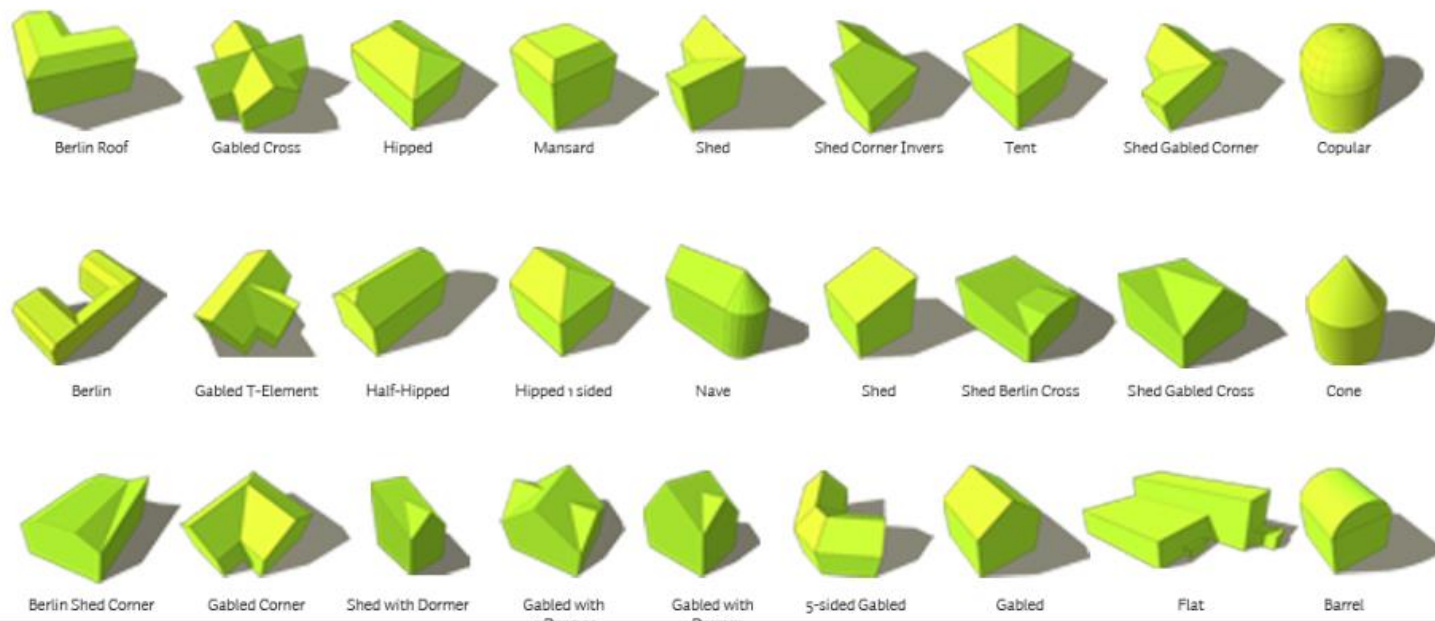 Berlin Roof
Gabled Cross
Hipped
Mansard
Shed
Shed Corner Invers
Tent
Shed Gabled Corner
Copular
Berlin
Gabled T-Element
Half-Hipped
Hipped 1 sided
Nave
Shed
Shed Berlin Cross
Shed Gabled Cross
Cone
Berlin Shed Corner
Gabled Corner
Shed with Dormer
Gabled with
Gabled with
5-sided Gabled
Gabled
Flat
Barrel